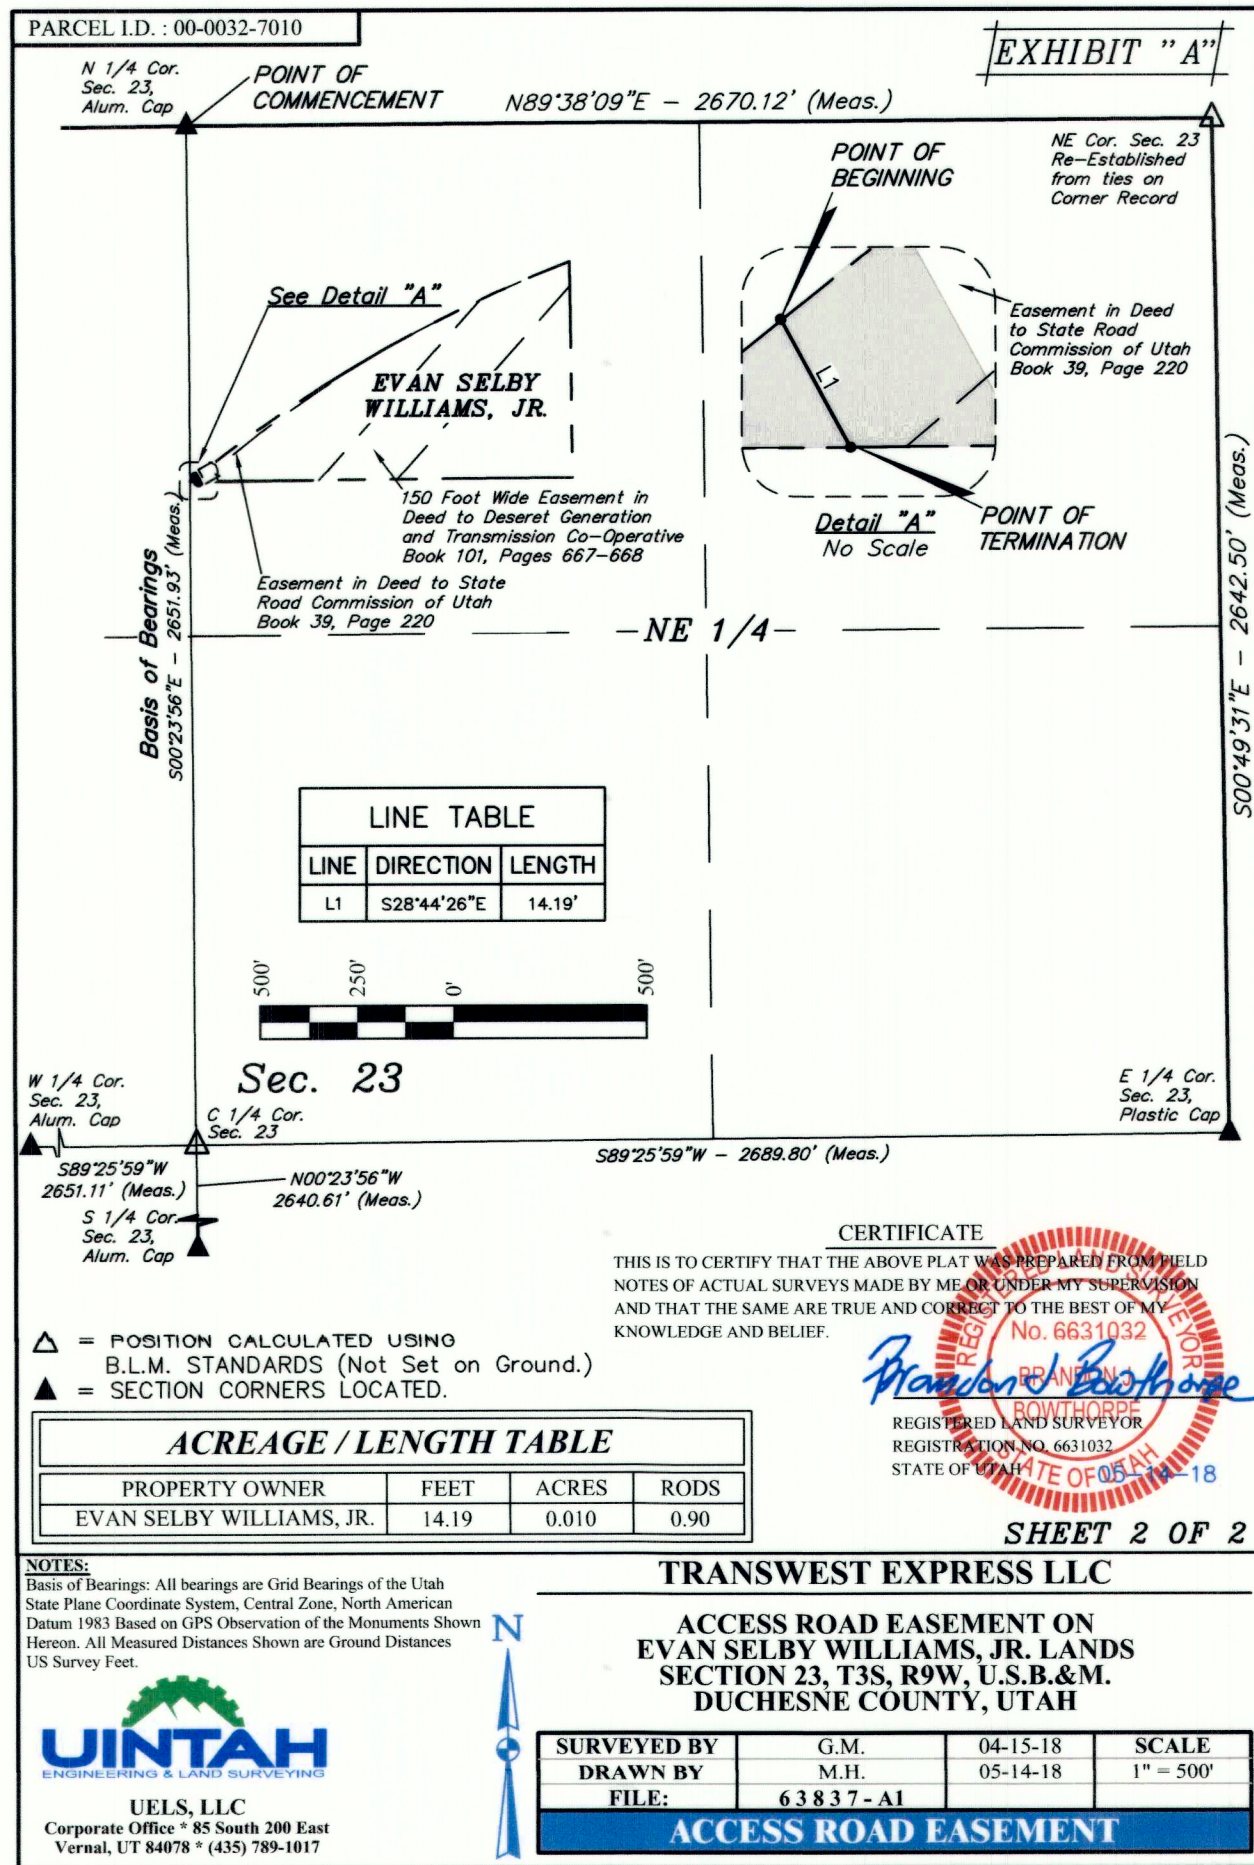 PARCEL I.D. : 00-0032-7010
EXHIBIT "A"
N 1/4 Cor.
Sec. 23,
Alum. Cap
POINT OF
COMMENCEMENT
N89°38'09"E - 2670.12' (Meas.)
NE Cor. Sec. 23
Re-Established
from ties on
Corner Record
POINT OF
BEGINNING
See Detail "A"
EVAN SELBY
WILLIAMS, JR.
L1
Easement in Deed
to State Road
Commission of Utah
Book 39, Page 220
150 Foot Wide Easement in
Deed to Deseret Generation
and Transmission Co-Operative
Book 101, Pages 667-668
Detail "A"
No Scale
POINT OF
TERMINATION
Easement in Deed to State
Road Commission of Utah
Book 39, Page 220
Basis of Bearings
S00°23'56"E - 2651.93' (Meas.)
S00°49'31"E - 2642.50' (Meas.)
NE 1/4
LINE TABLE
LINE DIRECTION LENGTH
L1 S28°44'26"E 14.19'
500' 250' 0' 500'
Sec. 23
W 1/4 Cor.
Sec. 23,
Alum. Cap
C 1/4 Cor.
Sec. 23
E 1/4 Cor.
Sec. 23,
Plastic Cap
S89°25'59"W
2651.11' (Meas.)
N00°23'56"W
2640.61' (Meas.)
S89°25'59"W - 2689.80' (Meas.)
S 1/4 Cor.
Sec. 23,
Alum. Cap
CERTIFICATE
THIS IS TO CERTIFY THAT THE ABOVE PLAT WAS PREPARED FROM FIELD
NOTES OF ACTUAL SURVEYS MADE BY ME OR UNDER MY SUPERVISION
AND THAT THE SAME ARE TRUE AND CORRECT TO THE BEST OF MY
KNOWLEDGE AND BELIEF.
REGISTERED LAND SURVEYOR
No. 6631032
BRANDON J.
BOWTHORPE
STATE OF UTAH
Brandon J Bowthorpe
REGISTERED LAND SURVEYOR
REGISTRATION NO. 6631032
STATE OF UTAH
05-14-18
△ = POSITION CALCULATED USING
B.L.M. STANDARDS (Not Set on Ground.)
▲ = SECTION CORNERS LOCATED.
ACREAGE / LENGTH TABLE
PROPERTY OWNER FEET ACRES RODS
EVAN SELBY WILLIAMS, JR. 14.19 0.010 0.90
SHEET 2 OF 2
NOTES:
Basis of Bearings: All bearings are Grid Bearings of the Utah
State Plane Coordinate System, Central Zone, North American
Datum 1983 Based on GPS Observation of the Monuments Shown
Hereon. All Measured Distances Shown are Ground Distances
US Survey Feet.
N
UINTAH
ENGINEERING & LAND SURVEYING
UELS, LLC
Corporate Office * 85 South 200 East
Vernal, UT 84078 * (435) 789-1017
TRANSWEST EXPRESS LLC
ACCESS ROAD EASEMENT ON
EVAN SELBY WILLIAMS, JR. LANDS
SECTION 23, T3S, R9W, U.S.B.&M.
DUCHESNE COUNTY, UTAH
SURVEYED BY G.M. 04-15-18 SCALE
DRAWN BY M.H. 05-14-18 1" = 500'
FILE: 6 3 8 3 7 - A1
ACCESS ROAD EASEMENT